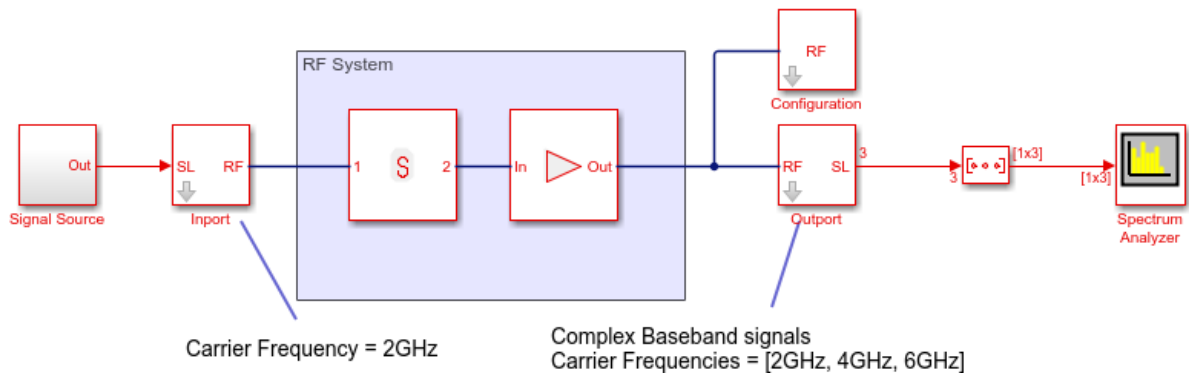 RF System
RF
Configuration
Out
SL
RF
1
S
2
In
Out
RF
SL
3
3
[1x3]
[1x3]
Signal Source
Inport
Outport
Spectrum
Analyzer
Carrier Frequency = 2GHz
Complex Baseband signals
Carrier Frequencies = [2GHz, 4GHz, 6GHz]